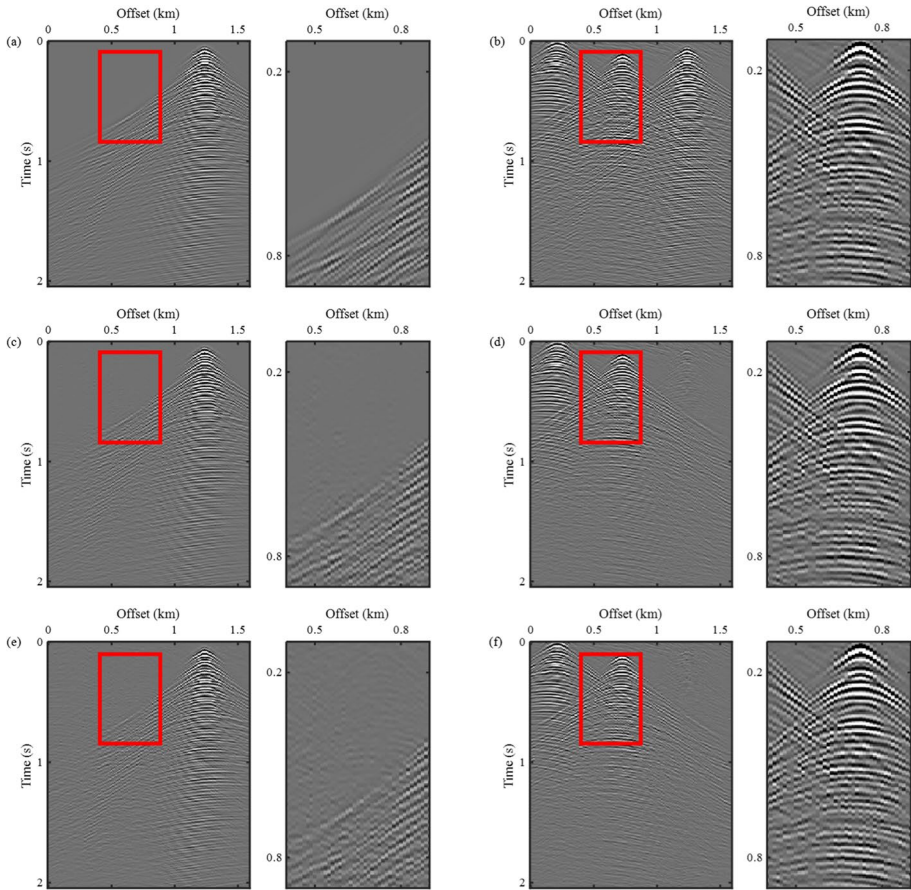 Offset (km) Offset (km) Offset (km) Offset (km)
0 0.5 1 1.5 0.5 0.8 0 0.5 1 1.5 0.5 0.8
(a) 0 0.2 (b) 0 0.2
Time (s) 1 Time (s) 1
0.8 0.8
2 2
Offset (km) Offset (km) Offset (km) Offset (km)
0 0.5 1 1.5 0.5 0.8 0 0.5 1 1.5 0.5 0.8
(c) 0 0.2 (d) 0 0.2
Time (s) 1 Time (s) 1
0.8 0.8
2 2
Offset (km) Offset (km) Offset (km) Offset (km)
0 0.5 1 1.5 0.5 0.8 0 0.5 1 1.5 0.5 0.8
(e) 0 0.2 (f) 0 0.2
Time (s) 1 Time (s) 1
0.8 0.8
2 2